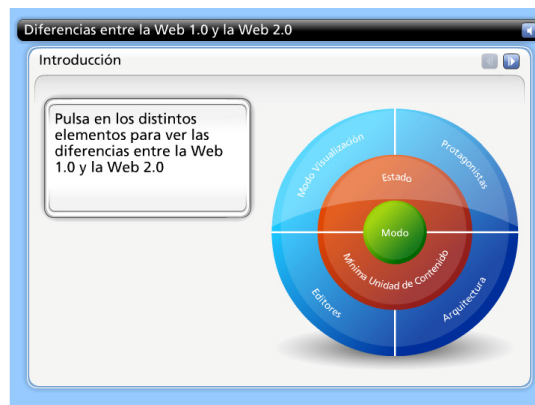 Diferencias entre la Web 1.0 y la Web 2.0
Introducción
Pulsa en los distintos
elementos para ver las
diferencias entre la Web
1.0 y la Web 2.0
Modo Visualización
Protagonistas
Estado
Modo
Mínima Unidad de Contenido
Editores
Arquitectura